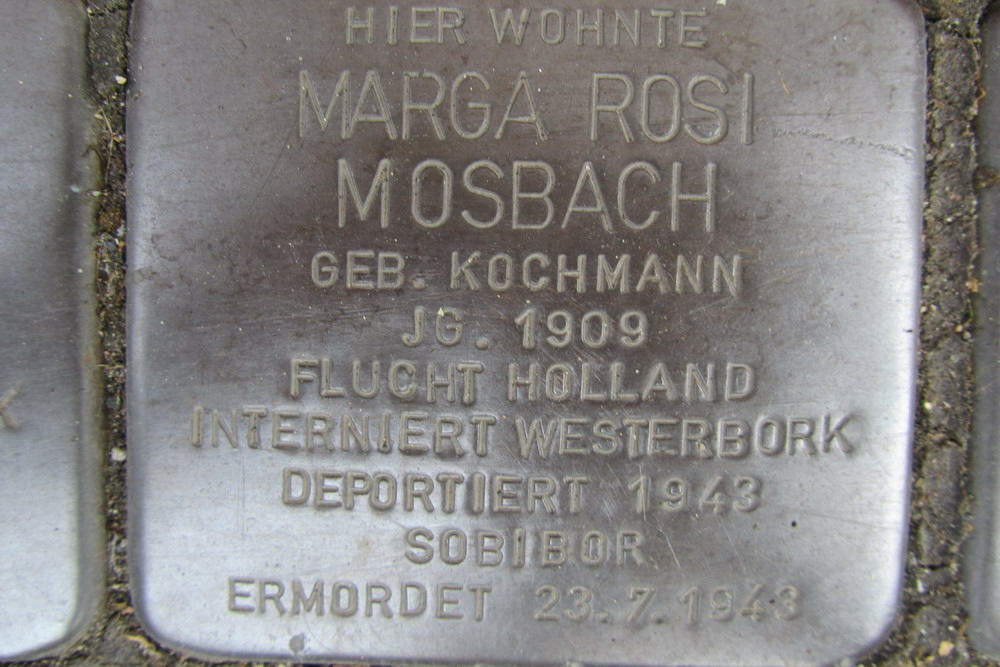 HIER WOHNTE
MARGA ROSI
MOSBACH
GEB. KOCHMANN
JG. 1909
FLUCHT HOLLAND
INTERNIERT WESTERBORK
DEPORTIERT 1943
SOBIBOR
ERMORDET 23.7.1943